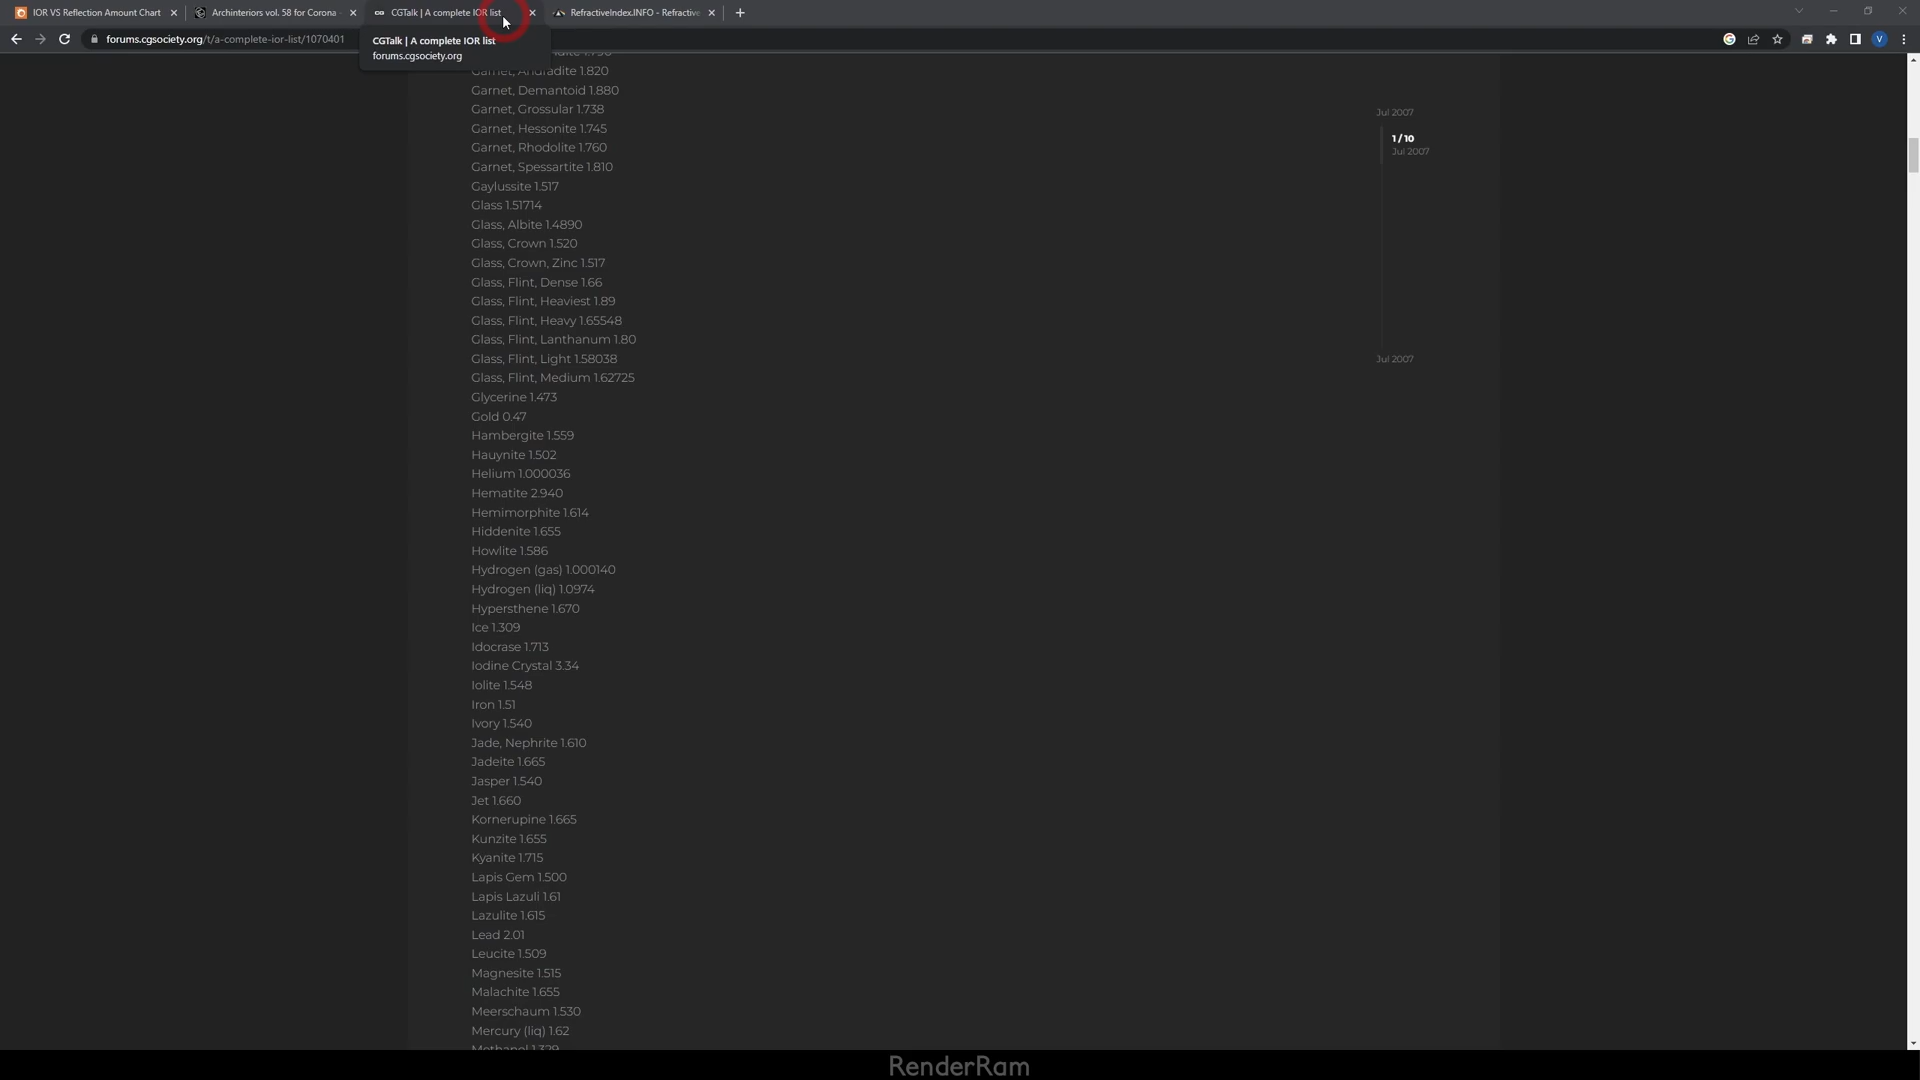 IOR VS Reflection Amount Chart
Archinteriors vol. 58 for Corona
CGTalk | A complete IOR list
RefractiveIndex.INFO - Refractive
forums.cgsociety.org/t/a-complete-ior-list/1070401
V
CGTalk | A complete IOR list
forums.cgsociety.org
Garnet, Andradite 1.820
Garnet, Demantoid 1.880
Garnet, Grossular 1.738
Garnet, Hessonite 1.745
Garnet, Rhodolite 1.760
Garnet, Spessartite 1.810
Gaylussite 1.517
Glass 1.51714
Glass, Albite 1.4890
Glass, Crown 1.520
Glass, Crown, Zinc 1.517
Glass, Flint, Dense 1.66
Glass, Flint, Heaviest 1.89
Glass, Flint, Heavy 1.65548
Glass, Flint, Lanthanum 1.80
Glass, Flint, Light 1.58038
Glass, Flint, Medium 1.62725
Glycerine 1.473
Gold 0.47
Hambergite 1.559
Hauynite 1.502
Helium 1.000036
Hematite 2.940
Hemimorphite 1.614
Hiddenite 1.655
Howlite 1.586
Hydrogen (gas) 1.000140
Hydrogen (liq) 1.0974
Hypersthene 1.670
Ice 1.309
Idocrase 1.713
Iodine Crystal 3.34
Iolite 1.548
Iron 1.51
Ivory 1.540
Jade, Nephrite 1.610
Jadeite 1.665
Jasper 1.540
Jet 1.660
Kornerupine 1.665
Kunzite 1.655
Kyanite 1.715
Lapis Gem 1.500
Lapis Lazuli 1.61
Lazulite 1.615
Lead 2.01
Leucite 1.509
Magnesite 1.515
Malachite 1.655
Meerschaum 1.530
Mercury (liq) 1.62
Methanol 1.329
Jul 2007
1 / 10
Jul 2007
Jul 2007
RenderRam